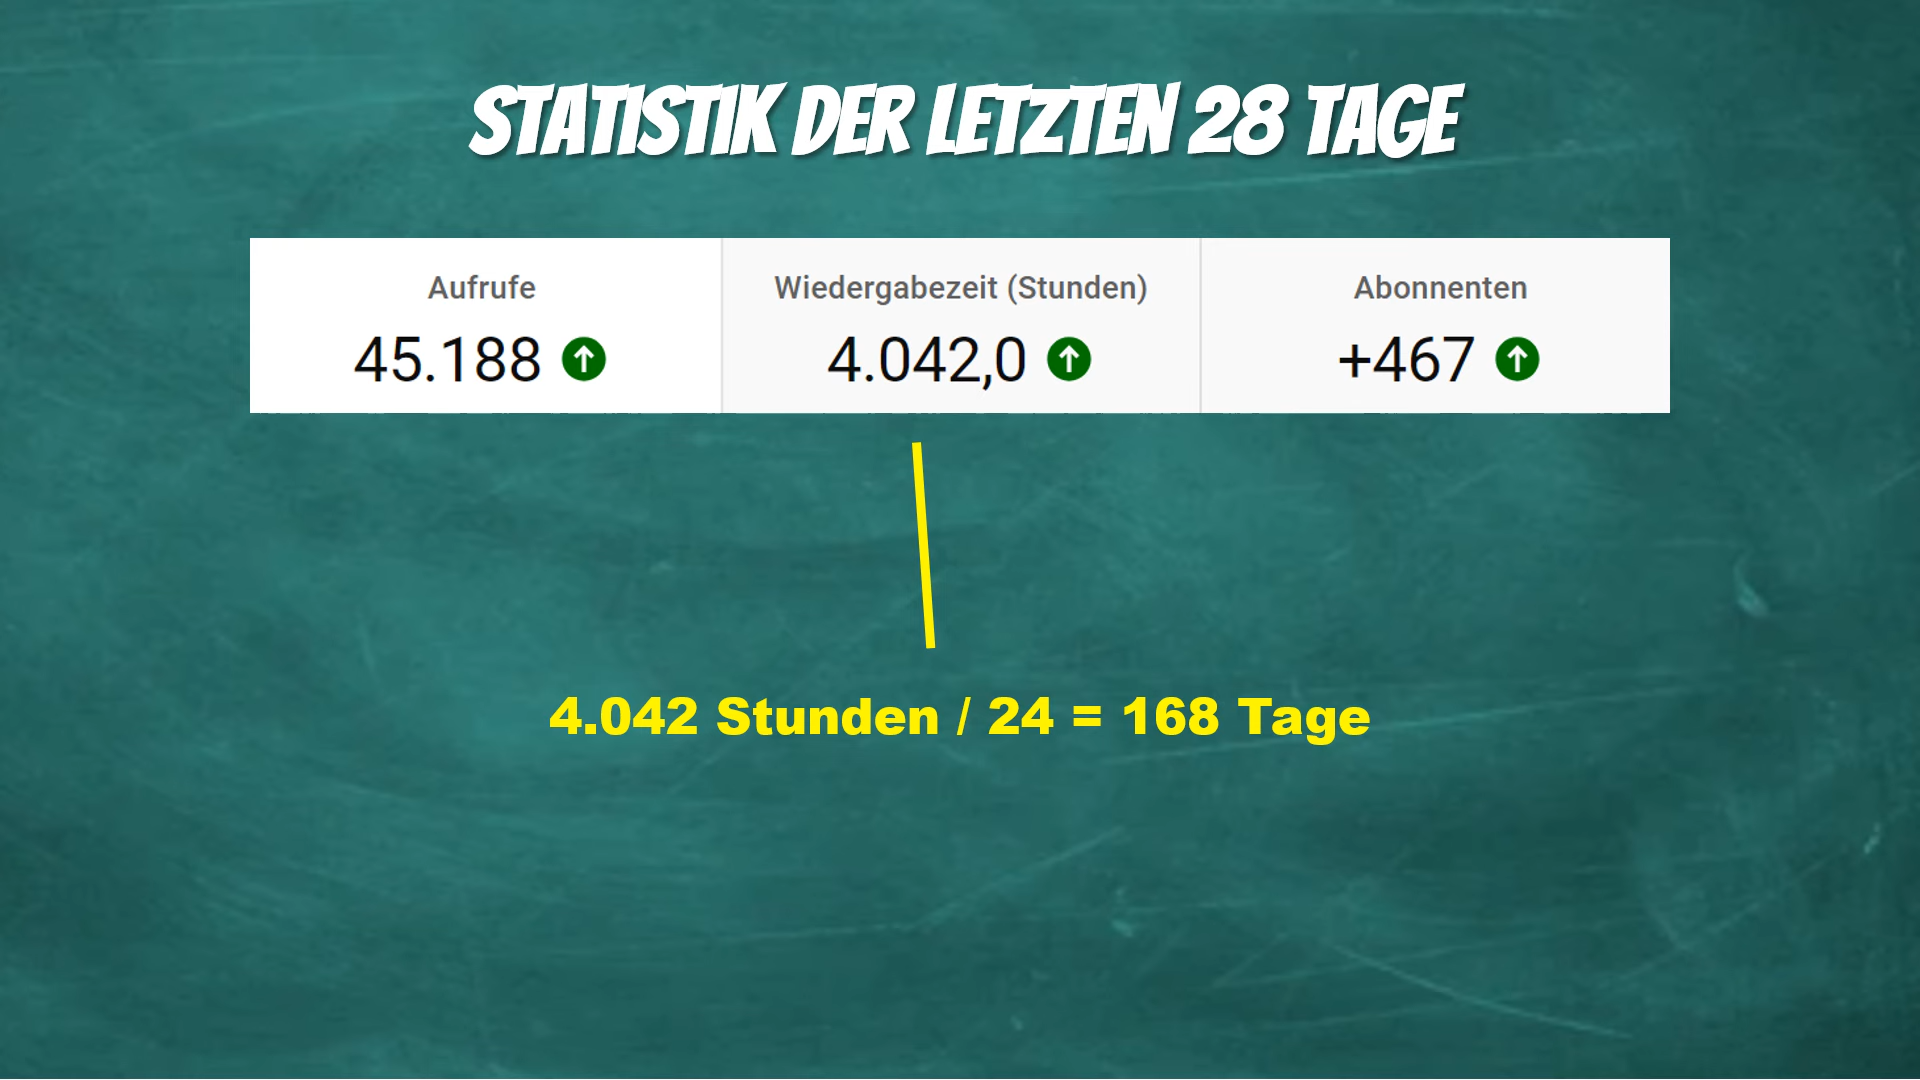 STATISTIK DER LETZTEN 28 TAGE
Aufrufe Wiedergabezeit (Stunden) Abonnenten
45.188 4.042,0 +467
4.042 Stunden / 24 = 168 Tage